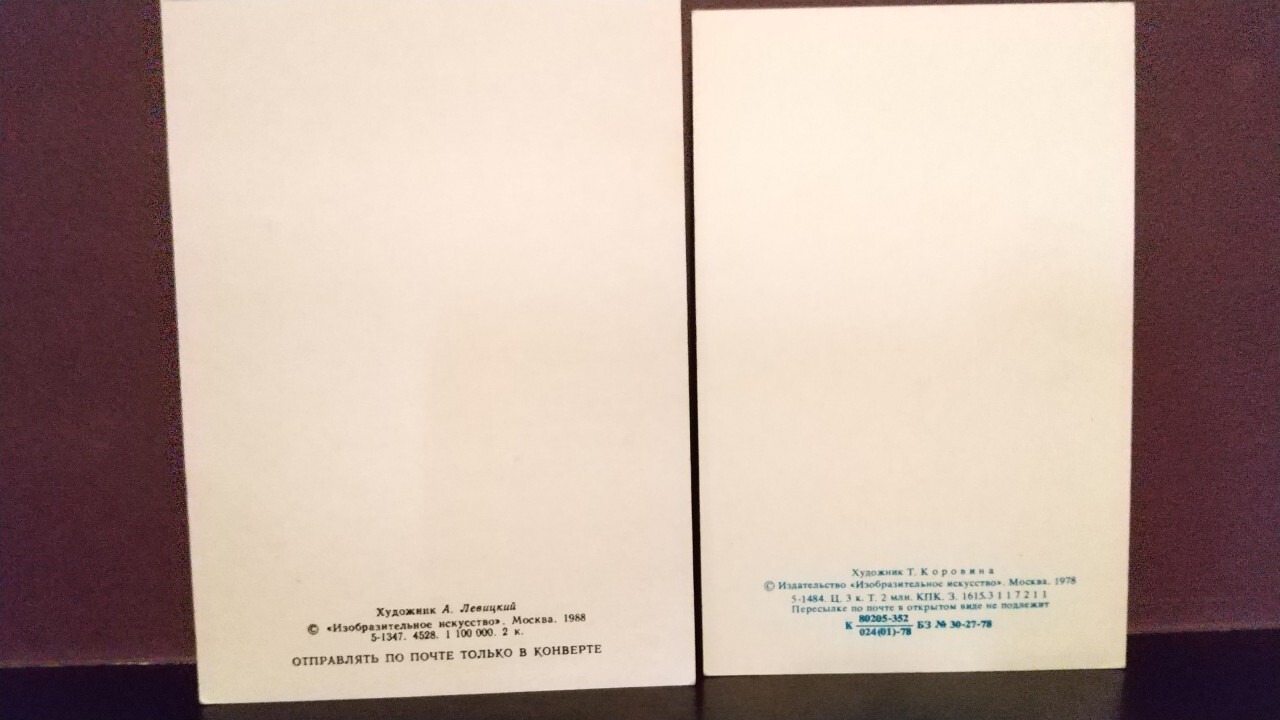 Художник А. Левицкий
© «Изобразительное искусство». Москва. 1988
5-1347. 4528. 1 100 000. 2 к.
ОТПРАВЛЯТЬ ПО ПОЧТЕ ТОЛЬКО В КОНВЕРТЕ
Художник Т. Коровина
© Издательство «Изобразительное искусство». Москва. 1978
5-1484. Ц. 3 к. Т. 2 млн. КПК. З. 1615.3 1 1 7 2 1 1
Пересылке по почте в открытом виде не подлежит
К 80205-352 БЗ № 30-27-78
024(01)-78